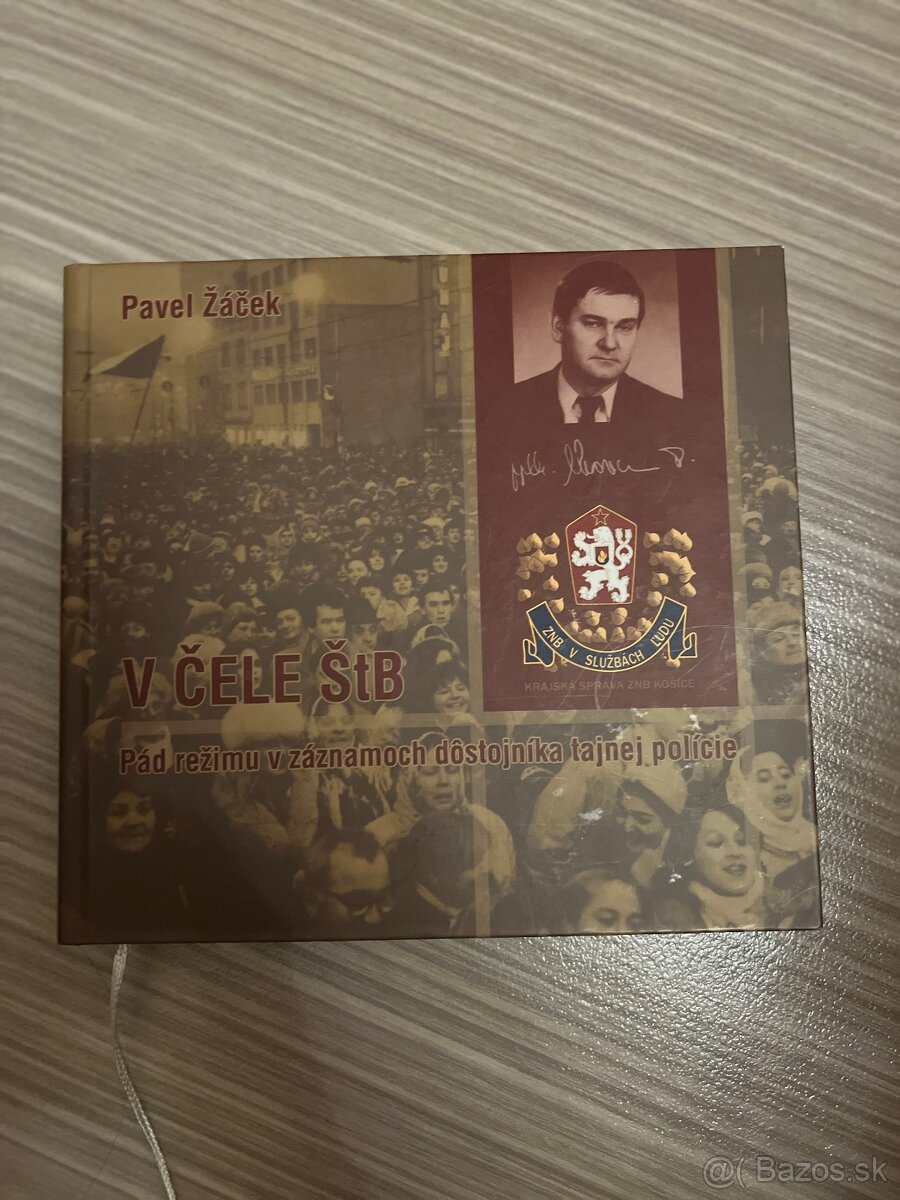 Pavel Žáček
ZNB V SLUŽBÁCH ĽUDU
KRAJSKÁ SPRÁVA ZNB KOŠICE
V ČELE ŠtB
Pád režimu v záznamoch dôstojníka tajnej polície
@( Bazos.sk